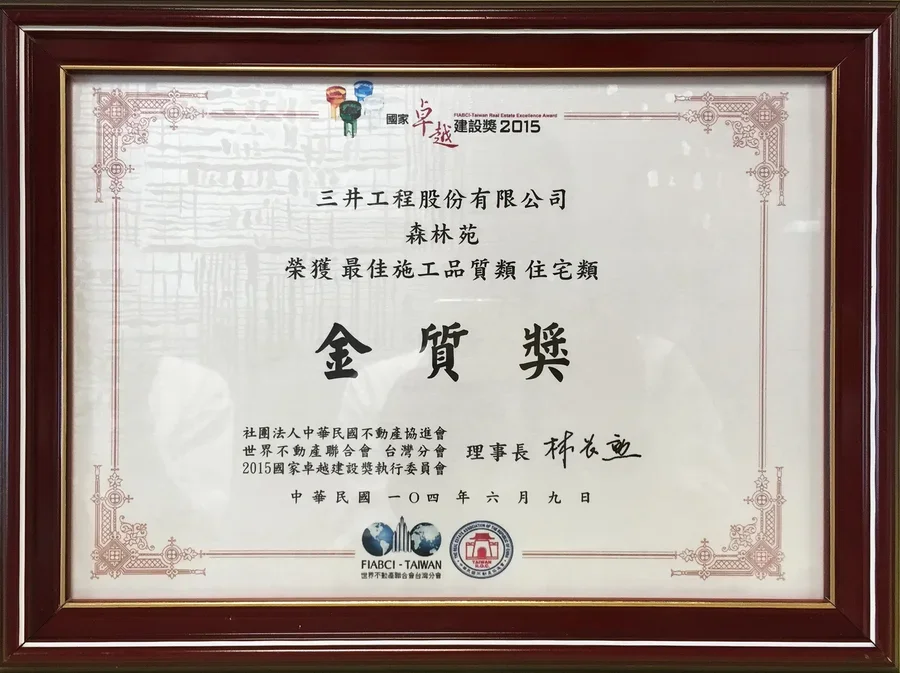 國家 卓越 建設獎 2015
FIABCI-Taiwan Real Estate Excellence Award
三井工程股份有限公司
森林苑
榮獲 最佳施工品質類 住宅類
金質獎
社團法人中華民國不動產協進會
世界不動產聯合會 台灣分會
2015國家卓越建設獎執行委員會
理事長 林長勳
中華民國 一〇四 年 六 月 九 日
FIABCI - TAIWAN
世界不動產聯合會台灣分會
TAIWAN